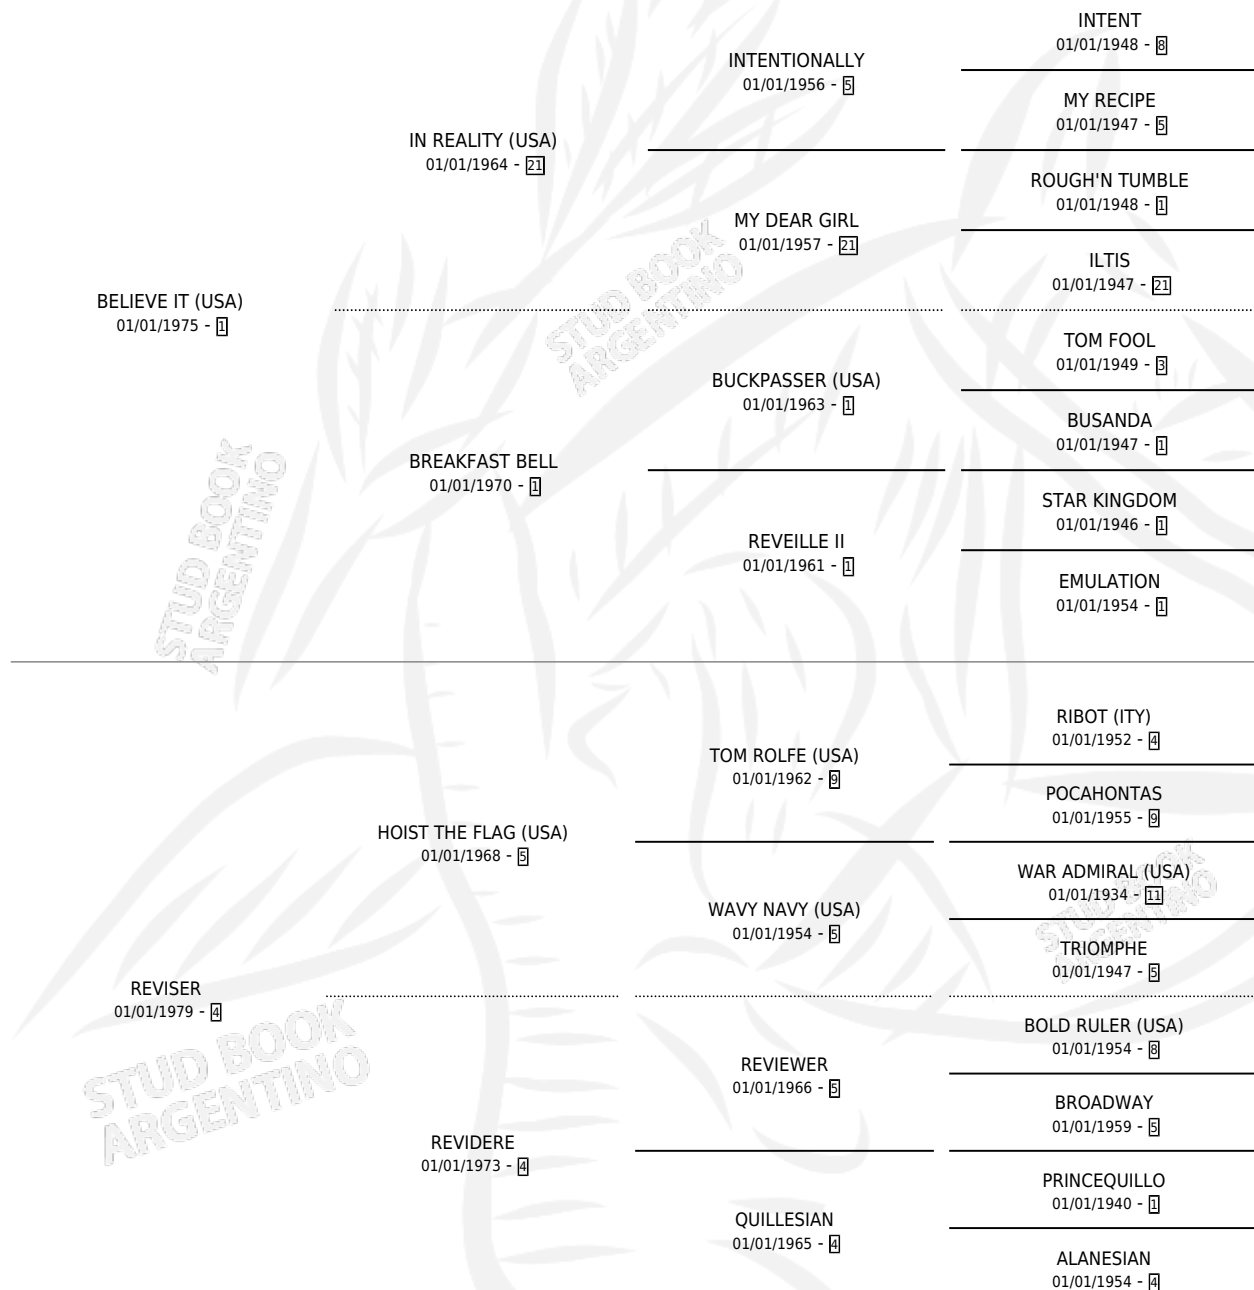 INTENT
01/01/1948 - 8
INTENTIONALLY
01/01/1956 - 5
MY RECIPE
01/01/1947 - 5
IN REALITY (USA)
01/01/1964 - 21
ROUGH'N TUMBLE
01/01/1948 - 1
MY DEAR GIRL
01/01/1957 - 21
ILTIS
01/01/1947 - 21
BELIEVE IT (USA)
01/01/1975 - 1
TOM FOOL
01/01/1949 - 3
BUCKPASSER (USA)
01/01/1963 - 1
BUSANDA
01/01/1947 - 1
BREAKFAST BELL
01/01/1970 - 1
STAR KINGDOM
01/01/1946 - 1
REVEILLE II
01/01/1961 - 1
EMULATION
01/01/1954 - 1
RIBOT (ITY)
01/01/1952 - 4
TOM ROLFE (USA)
01/01/1962 - 9
POCAHONTAS
01/01/1955 - 9
HOIST THE FLAG (USA)
01/01/1968 - 5
WAR ADMIRAL (USA)
01/01/1934 - 11
WAVY NAVY (USA)
01/01/1954 - 5
TRIOMPHE
01/01/1947 - 5
REVISER
01/01/1979 - 4
BOLD RULER (USA)
01/01/1954 - 8
REVIEWER
01/01/1966 - 5
BROADWAY
01/01/1959 - 5
REVIDERE
01/01/1973 - 4
PRINCEQUILLO
01/01/1940 - 1
QUILLESIAN
01/01/1965 - 4
ALANESIAN
01/01/1954 - 4
STUD BOOK
ARGENTINO
STUD BOOK
ARGENTINO
STUD BOOK
ARGENTINO
STUD BOOK
ARGENTINO